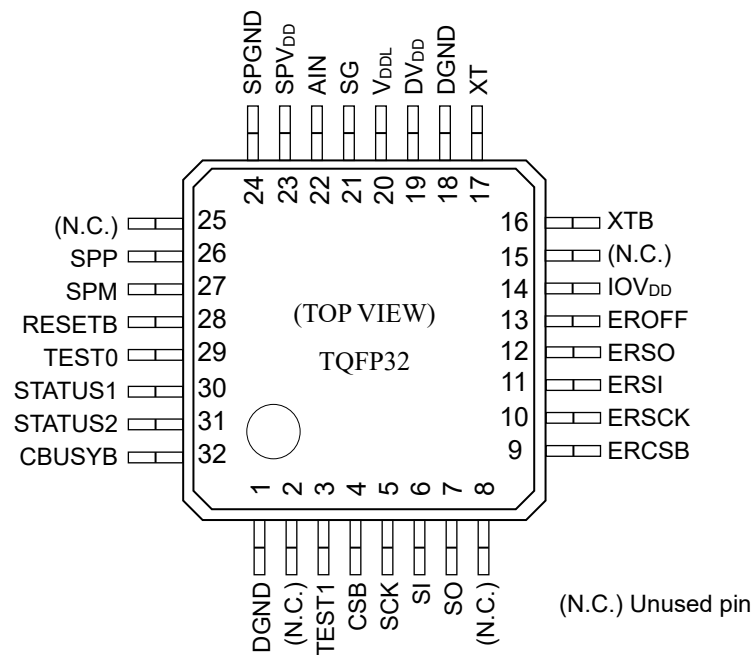 SPGND
SPVDD
AIN
SG
VDDL
DVDD
DGND
XT
24
23
22
21
20
19
18
17
(N.C.) 25
SPP 26
SPM 27
RESETB 28
TEST0 29
STATUS1 30
STATUS2 31
CBUSYB 32
16 XTB
15 (N.C.)
14 IOVDD
13 EROFF
12 ERSO
11 ERSI
10 ERSCK
9 ERCSB
(TOP VIEW)
TQFP32
1
2
3
4
5
6
7
8
DGND
(N.C.)
TEST1
CSB
SCK
SI
SO
(N.C.)
(N.C.) Unused pin